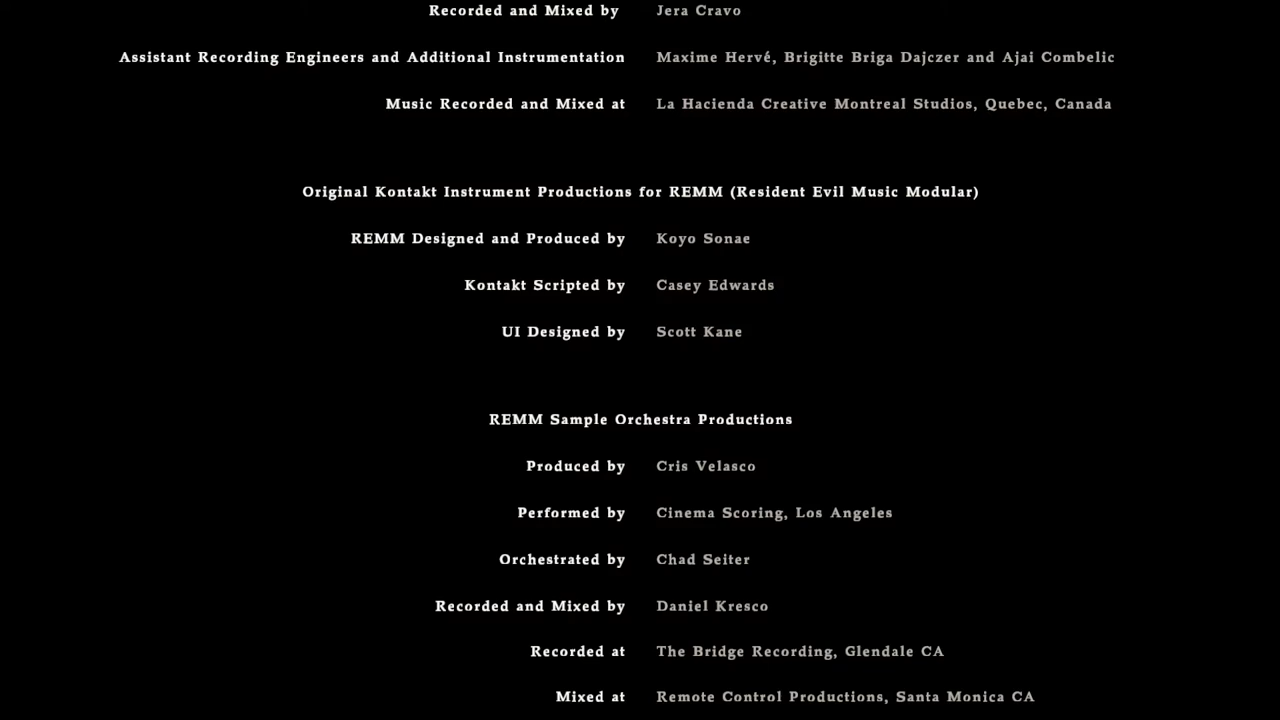 Recorded and Mixed by Jera Cravo
Assistant Recording Engineers and Additional Instrumentation Maxime Hervé, Brigitte Briga Dajczer and Ajai Combelic
Music Recorded and Mixed at La Hacienda Creative Montreal Studios, Quebec, Canada
Original Kontakt Instrument Productions for REMM (Resident Evil Music Modular)
REMM Designed and Produced by Koyo Sonae
Kontakt Scripted by Casey Edwards
UI Designed by Scott Kane
REMM Sample Orchestra Productions
Produced by Cris Velasco
Performed by Cinema Scoring, Los Angeles
Orchestrated by Chad Seiter
Recorded and Mixed by Daniel Kresco
Recorded at The Bridge Recording, Glendale CA
Mixed at Remote Control Productions, Santa Monica CA